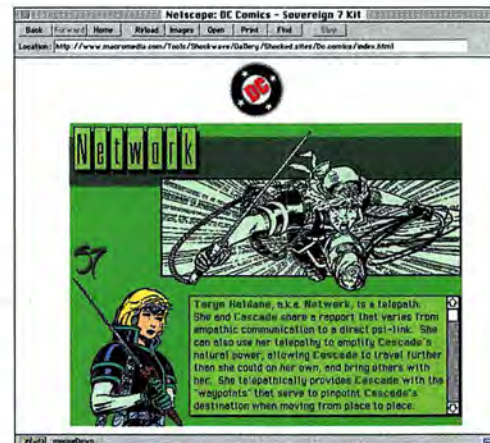 Netscape: DC Comics - Sovereign 7 Kit
Back Forward Home Reload Images Open Print Find Stop
Location: http://www.macromedia.com/Tools/Shockwave/Gallery/Shocked.sites/Dc.comics/index.html
DC
Network
S7
Taryn Haldane, a.k.a. Network, is a telepath.
She and Cascade share a rapport that varies from
empathic communication to a direct psi-link. She
can also use her telepathy to amplify Cascade's
natural power, allowing Cascade to travel further
than she could on her own, and bring others with
her. She telepathically provides Cascade with the
"waypoints" that serve to pinpoint Cascade's
destination when moving from place to place.